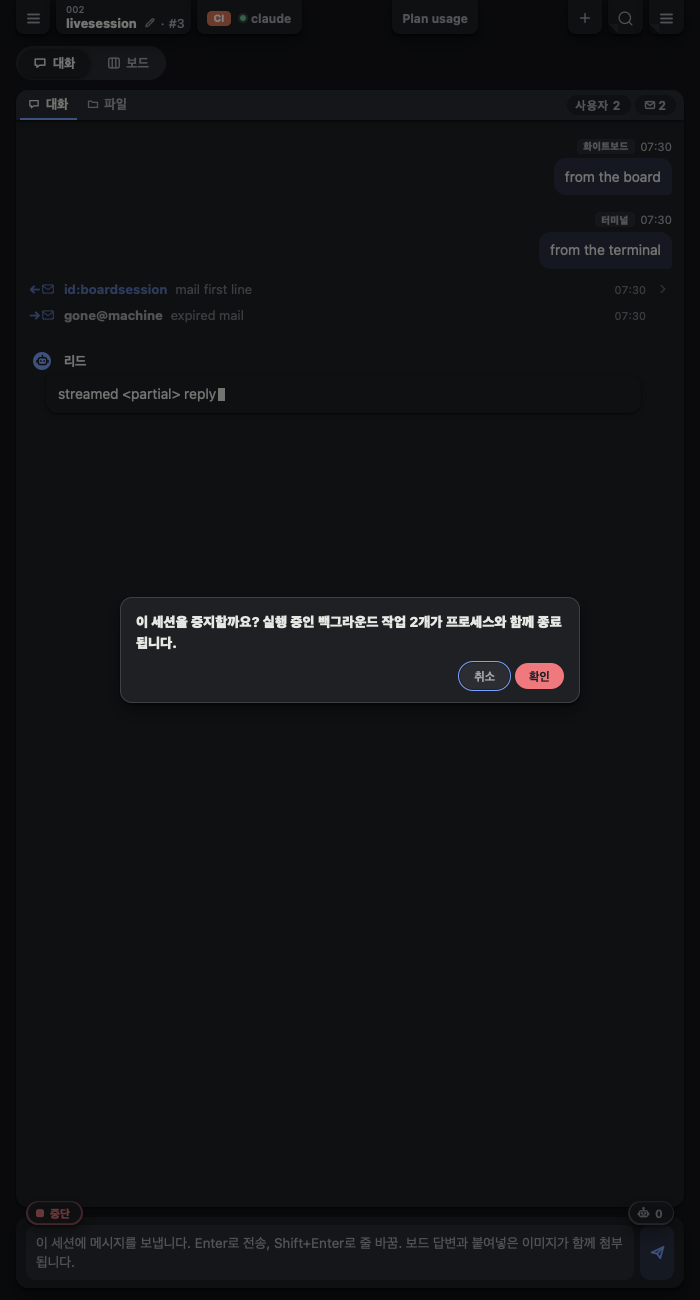 002
livesession · #3
CI claude
Plan usage
대화 보드
대화 파일
사용자 2
2
화이트보드 07:30
from the board
터미널 07:30
from the terminal
id:boardsession mail first line 07:30
gone@machine expired mail 07:30
리드
streamed <partial> reply
이 세션을 중지할까요? 실행 중인 백그라운드 작업 2개가 프로세스와 함께 종료
됩니다.
취소 확인
중단
0
이 세션에 메시지를 보냅니다. Enter로 전송, Shift+Enter로 줄 바꿈. 보드 답변과 붙여넣은 이미지가 함께 첨부
됩니다.